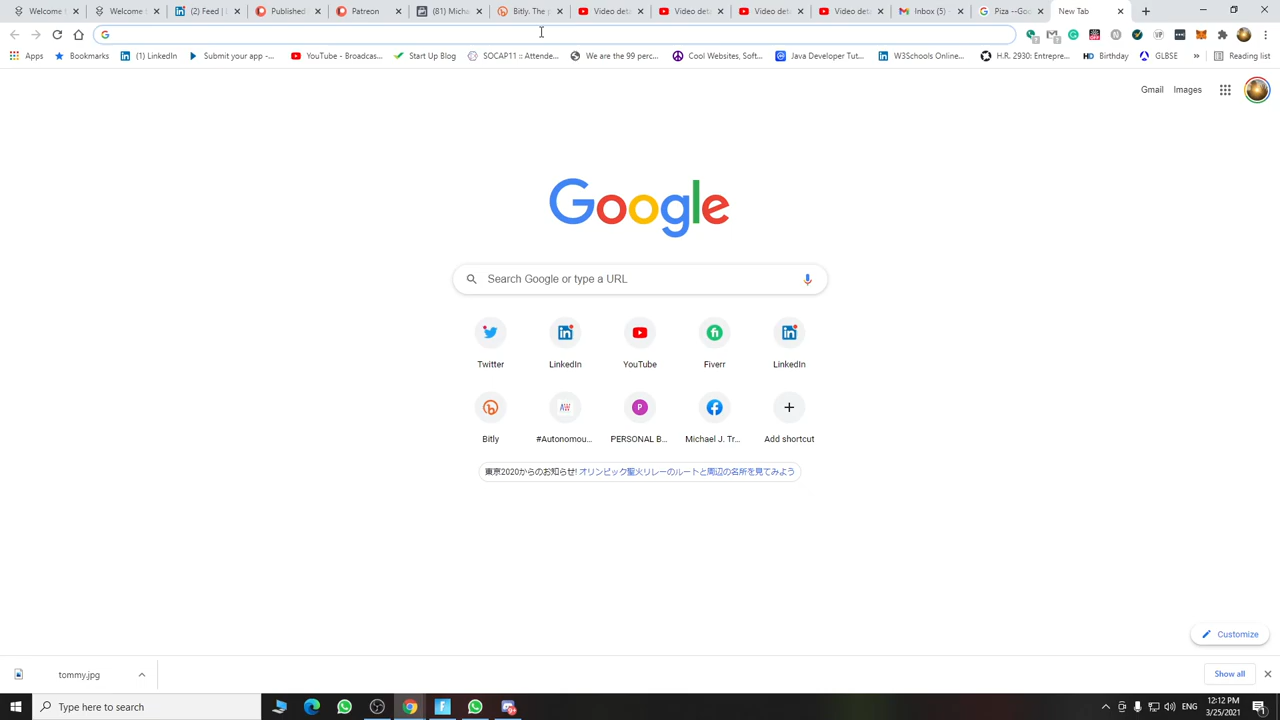 Welcome
Welcome
(2) Feed | 
Published
Patreon
(81) Micha
Bitly. The
Video deta
Video deta
Video deta
Video deta
Inbox (5)
Piza --Goo
New Tab
Apps
Bookmarks
(1) LinkedIn
Submit your app -...
YouTube - Broadcas...
Start Up Blog
SOCAP11 :: Attende...
We are the 99 perc...
Cool Websites, Soft...
Java Developer Tut...
W3Schools Online...
H.R. 2930: Entrepre...
Birthday
GLBSE
»
Reading list
Gmail Images
Google
Search Google or type a URL
Twitter LinkedIn YouTube Fiverr LinkedIn
Bitly #Autonomou... PERSONAL B... Michael J. Tr... Add shortcut
東京2020からのお知らせ! オリンピック聖火リレーのルートと周辺の名所を見てみよう
Customize
tommy.jpg
Show all
Type here to search
ENG
12:12 PM
3/25/2021